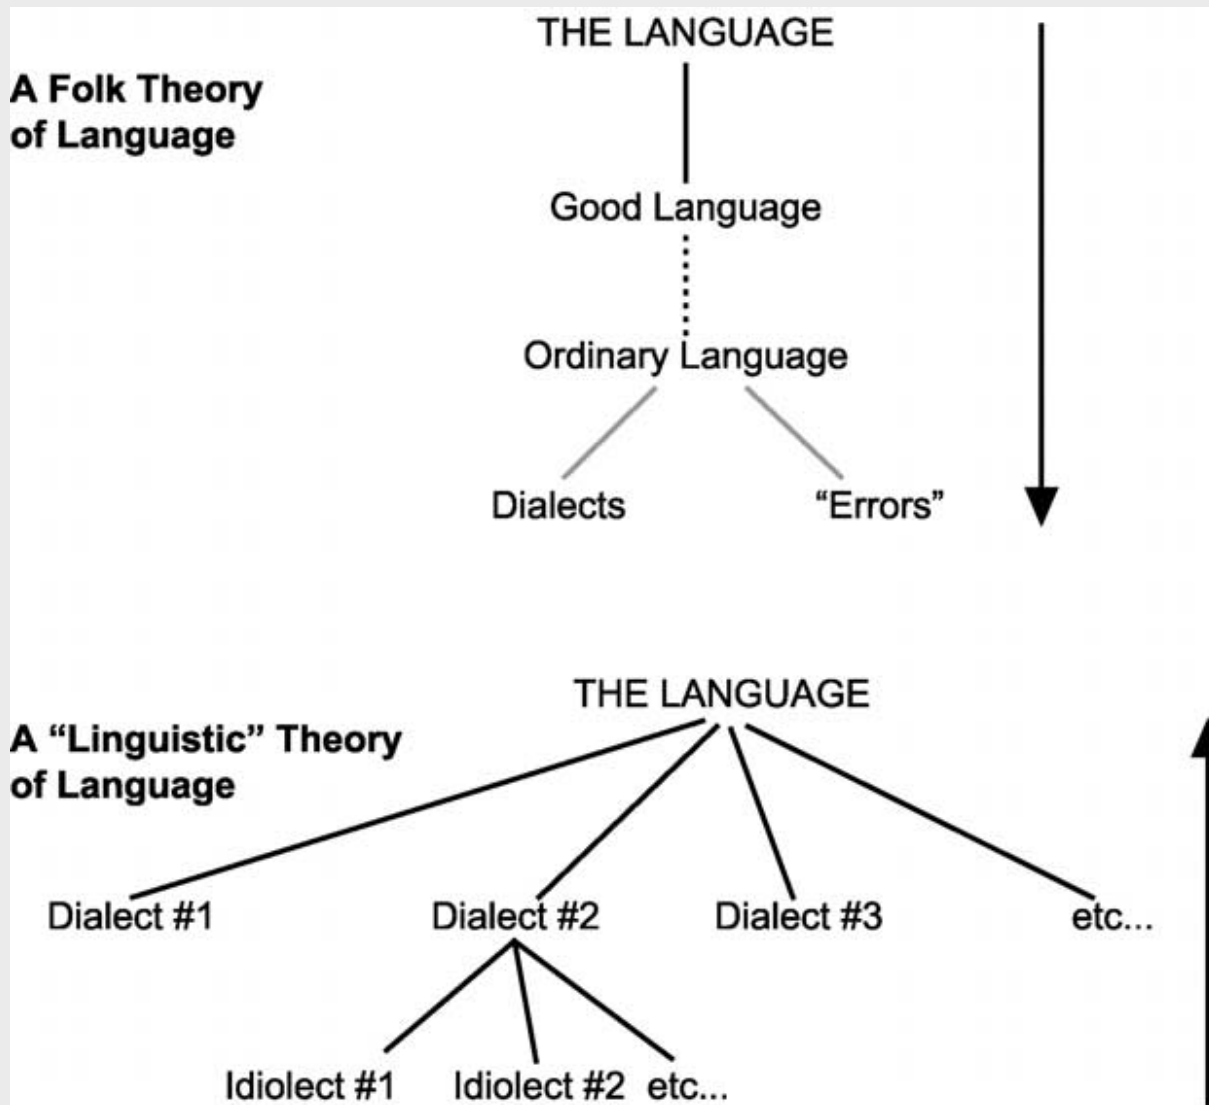 THE LANGUAGE
A Folk Theory
of Language
Good Language
Ordinary Language
Dialects “Errors”
THE LANGUAGE
A “Linguistic” Theory
of Language
Dialect #1 Dialect #2 Dialect #3 etc...
Idiolect #1 Idiolect #2 etc...